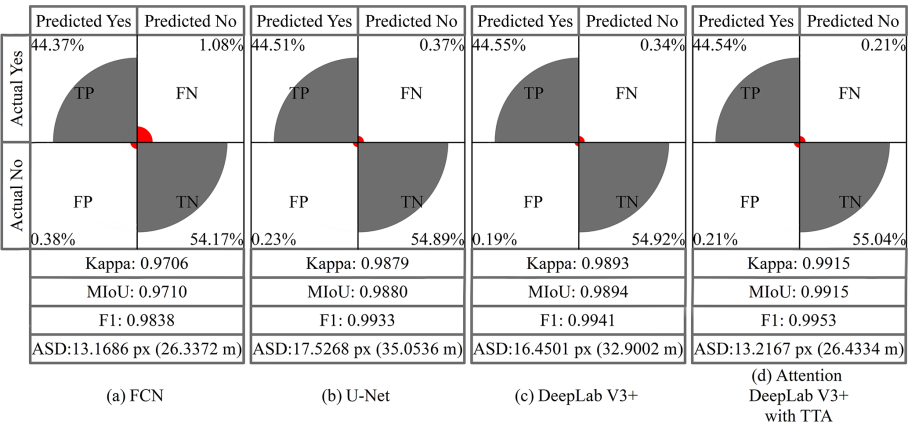 Predicted Yes Predicted No Predicted Yes Predicted No Predicted Yes Predicted No Predicted Yes Predicted No
Actual Yes
44.37% 1.08% 44.51% 0.37% 44.55% 0.34% 44.54% 0.21%
TP FN TP FN TP FN TP FN
Actual No
FP TN FP TN FP TN FP TN
0.38% 54.17% 0.23% 54.89% 0.19% 54.92% 0.21% 55.04%
Kappa: 0.9706 Kappa: 0.9879 Kappa: 0.9893 Kappa: 0.9915
MIoU: 0.9710 MIoU: 0.9880 MIoU: 0.9894 MIoU: 0.9915
F1: 0.9838 F1: 0.9933 F1: 0.9941 F1: 0.9953
ASD:13.1686 px (26.3372 m) ASD:17.5268 px (35.0536 m) ASD:16.4501 px (32.9002 m) ASD:13.2167 px (26.4334 m)
(a) FCN (b) U-Net (c) DeepLab V3+ (d) Attention
DeepLab V3+
with TTA